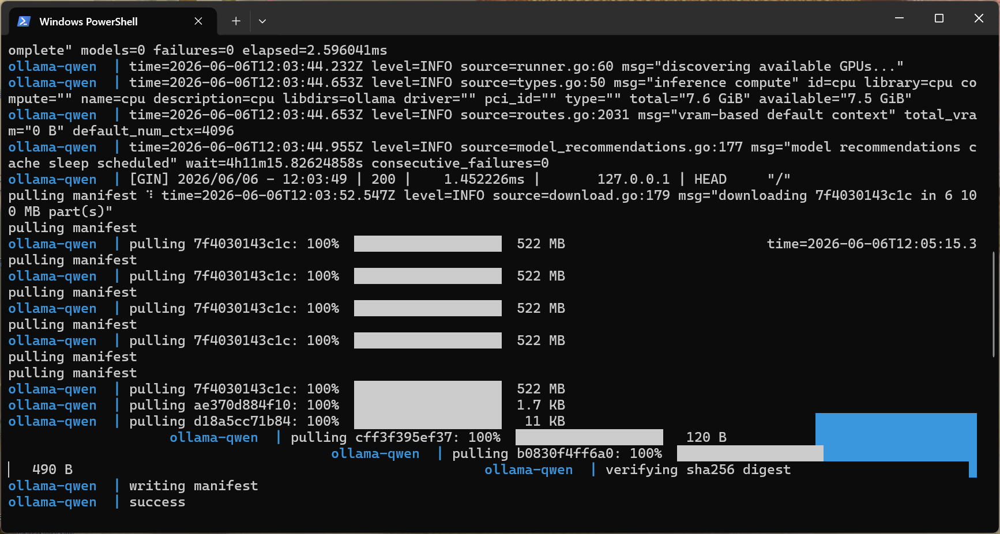 Windows PowerShell
omplete" models=0 failures=0 elapsed=2.596041ms
ollama-qwen  | time=2026-06-06T12:03:44.232Z level=INFO source=runner.go:60 msg="discovering available GPUs..."
ollama-qwen  | time=2026-06-06T12:03:44.653Z level=INFO source=types.go:50 msg="inference compute" id=cpu library=cpu co
mpute="" name=cpu description=cpu libdirs=ollama driver="" pci_id="" type="" total="7.6 GiB" available="7.5 GiB"
ollama-qwen  | time=2026-06-06T12:03:44.653Z level=INFO source=routes.go:2031 msg="vram-based default context" total_vra
m="0 B" default_num_ctx=4096
ollama-qwen  | time=2026-06-06T12:03:44.955Z level=INFO source=model_recommendations.go:177 msg="model recommendations c
ache sleep scheduled" wait=4h11m15.82624858s consecutive_failures=0
ollama-qwen  | [GIN] 2026/06/06 - 12:03:49 | 200 |    1.452226ms |       127.0.0.1 | HEAD     "/"
pulling manifest ⠹ time=2026-06-06T12:03:52.547Z level=INFO source=download.go:179 msg="downloading 7f4030143c1c in 6 10
0 MB part(s)"
pulling manifest
ollama-qwen  | pulling 7f4030143c1c: 100% 522 MB time=2026-06-06T12:05:15.3
pulling manifest
ollama-qwen  | pulling 7f4030143c1c: 100% 522 MB
pulling manifest
ollama-qwen  | pulling 7f4030143c1c: 100% 522 MB
pulling manifest
ollama-qwen  | pulling 7f4030143c1c: 100% 522 MB
pulling manifest
pulling manifest
ollama-qwen  | pulling 7f4030143c1c: 100% 522 MB
ollama-qwen  | pulling ae370d884f10: 100% 1.7 KB
ollama-qwen  | pulling d18a5cc71b84: 100% 11 KB
ollama-qwen  | pulling cff3f395ef37: 100% 120 B
ollama-qwen  | pulling b0830f4ff6a0: 100%
490 B ollama-qwen  | verifying sha256 digest
ollama-qwen  | writing manifest
ollama-qwen  | success